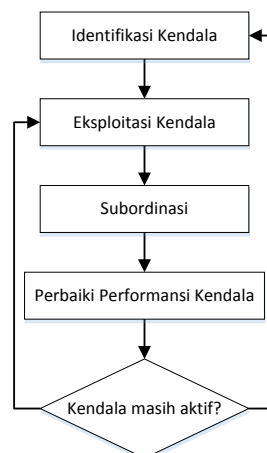 Identifikasi Kendala
Eksploitasi Kendala
Subordinasi
Perbaiki Performansi Kendala
Kendala masih aktif?